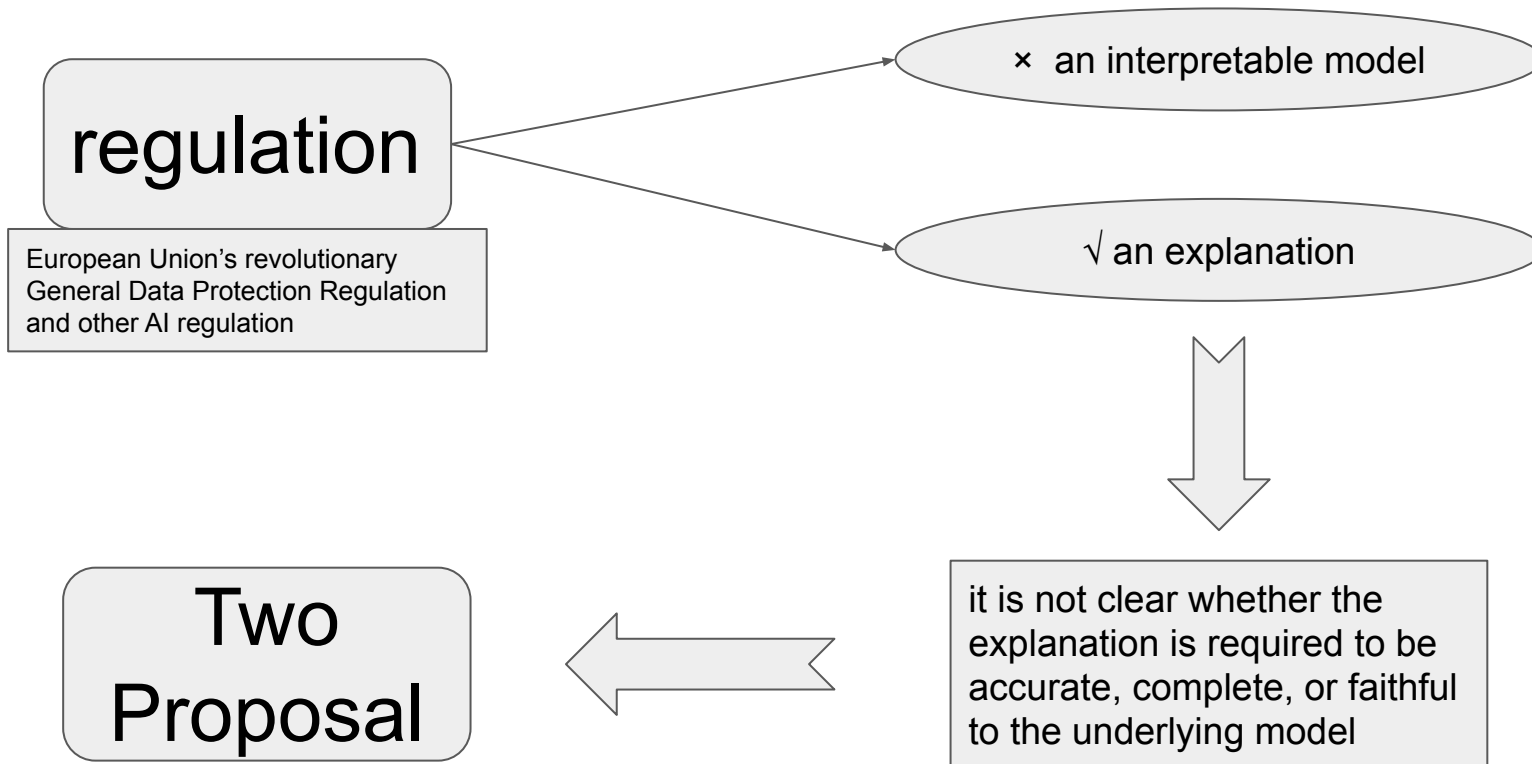 regulation
European Union’s revolutionary
General Data Protection Regulation
and other AI regulation
× an interpretable model
√ an explanation
it is not clear whether the
explanation is required to be
accurate, complete, or faithful
to the underlying model
Two
Proposal